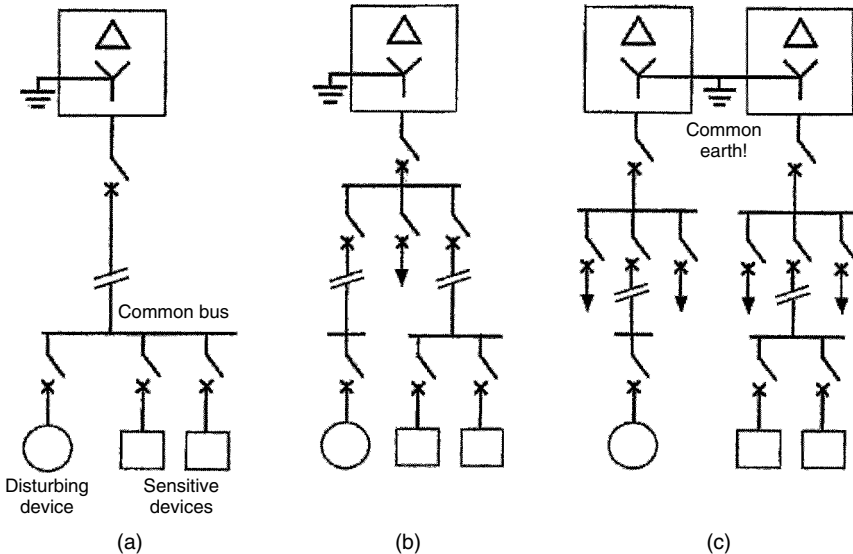 Common
earth!
Common bus
Disturbing
device
Sensitive
devices
(a)
(b)
(c)